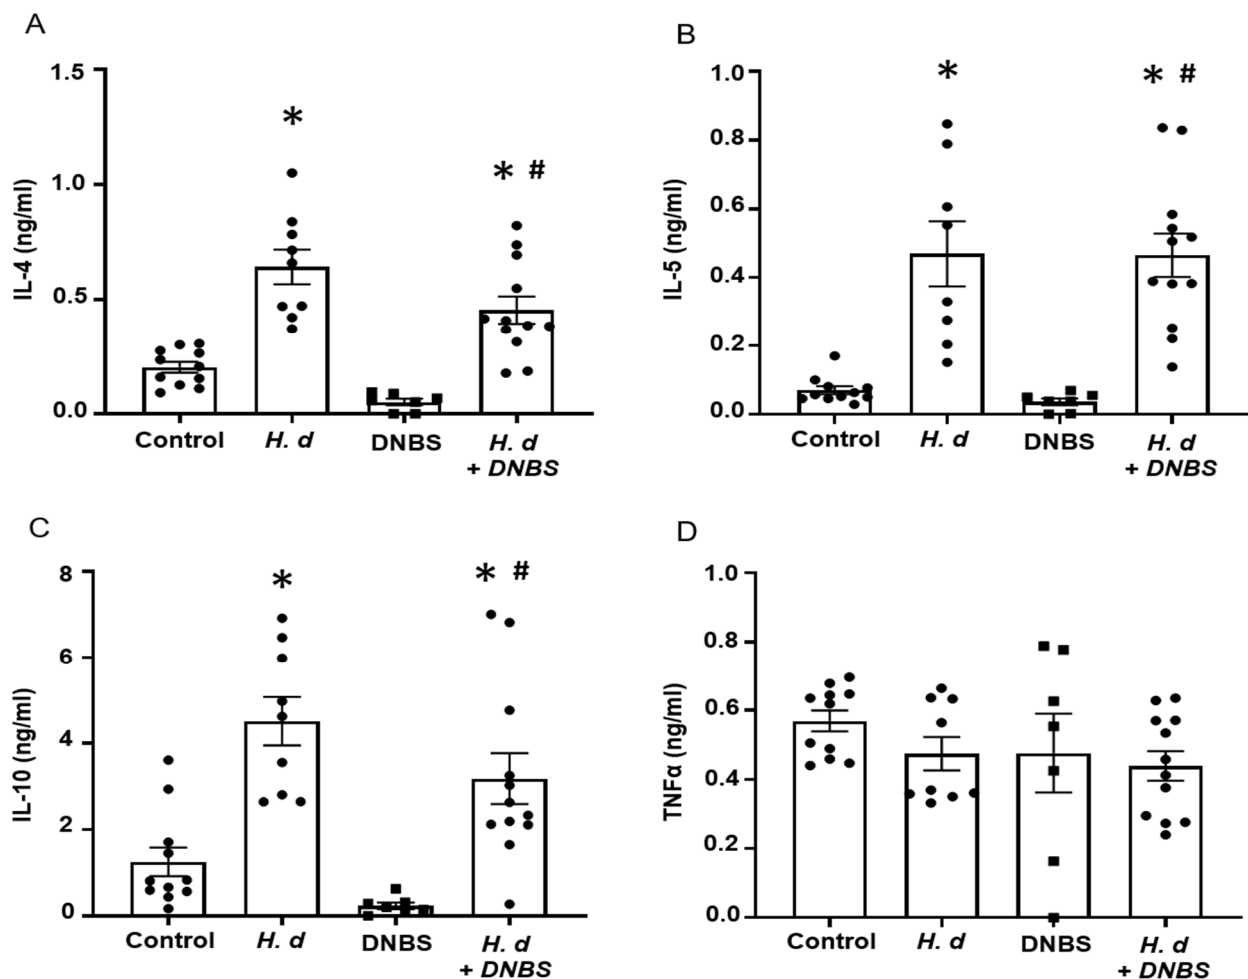 A
IL-4 (ng/ml)
1.5
1.0
0.5
0.0
*
* #
Control
H. d
DNBS
H. d
+ DNBS
B
IL-5 (ng/ml)
1.0
0.8
0.6
0.4
0.2
0.0
*
* #
Control
H. d
DNBS
H. d
+ DNBS
C
IL-10 (ng/ml)
8
6
4
2
0
*
* #
Control
H. d
DNBS
H. d
+ DNBS
D
TNFα (ng/ml)
1.0
0.8
0.6
0.4
0.2
0.0
Control
H. d
DNBS
H. d
+ DNBS